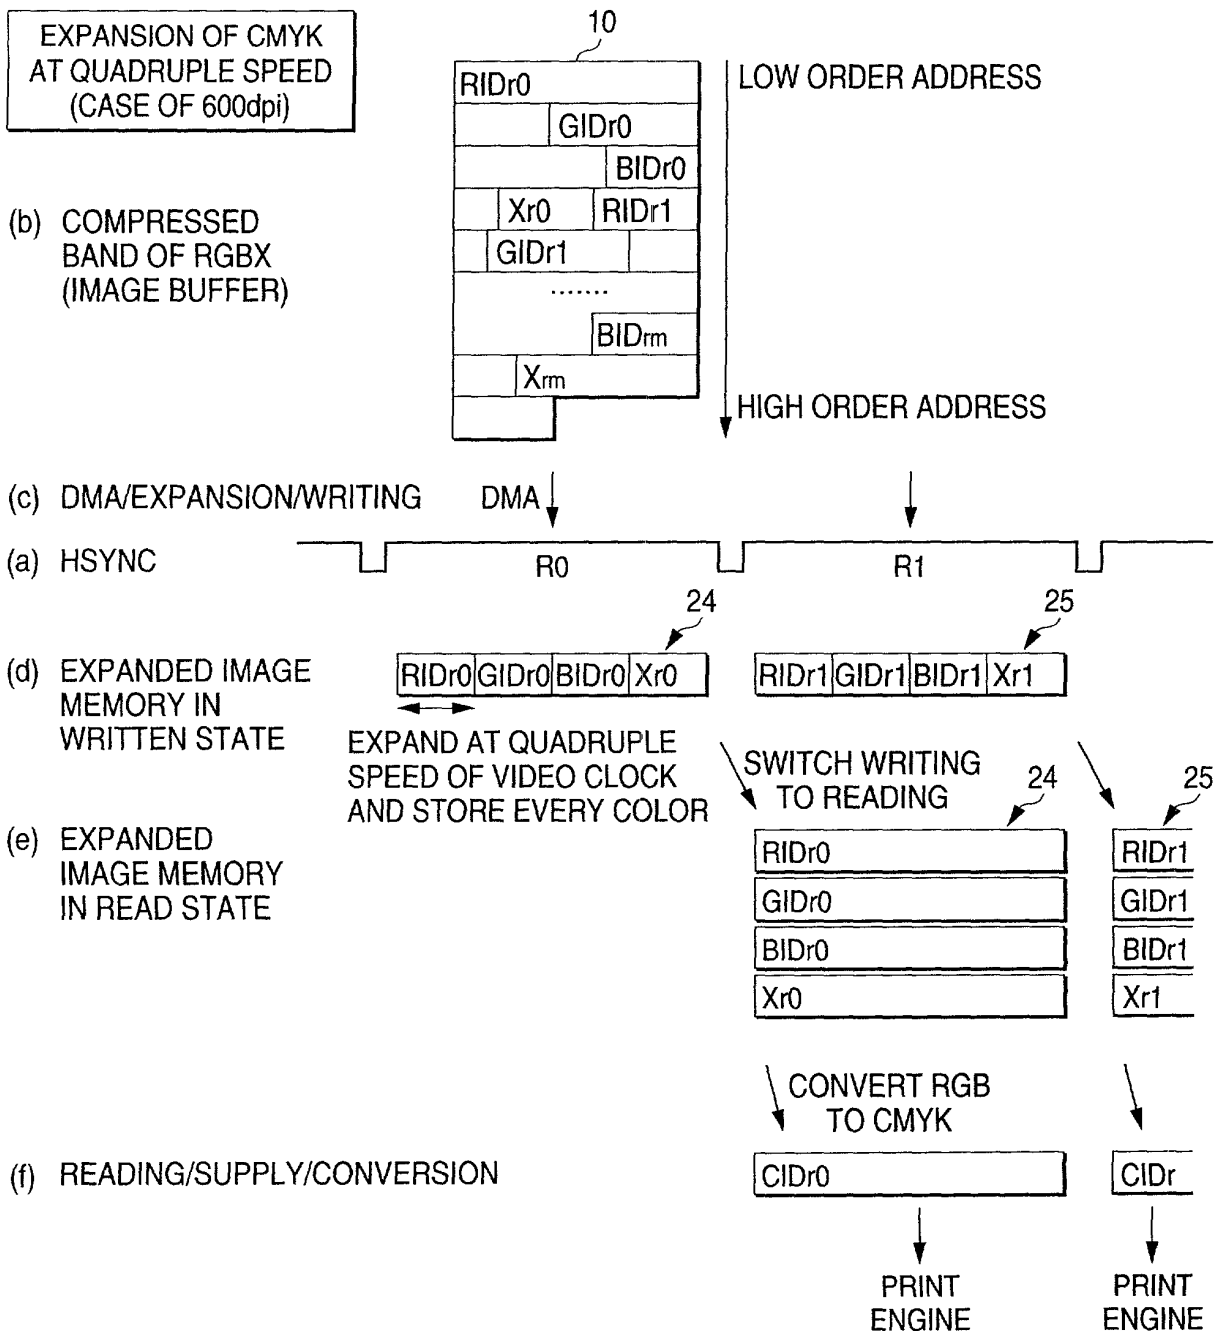 EXPANSION OF CMYK
AT QUADRUPLE SPEED
(CASE OF 600dpi)
10
RIDr0
LOW ORDER ADDRESS
GIDr0
BIDr0
(b) COMPRESSED
BAND OF RGBX
(IMAGE BUFFER)
Xr0 RIDr1
GIDr1
.......
BIDrm
Xrm
HIGH ORDER ADDRESS
(c) DMA/EXPANSION/WRITING DMA
(a) HSYNC R0 R1
24 25
(d) EXPANDED IMAGE
MEMORY IN
WRITTEN STATE
RIDr0 GIDr0 BIDr0 Xr0 RIDr1 GIDr1 BIDr1 Xr1
EXPAND AT QUADRUPLE
SPEED OF VIDEO CLOCK
AND STORE EVERY COLOR
SWITCH WRITING
TO READING
24 25
(e) EXPANDED
IMAGE MEMORY
IN READ STATE
RIDr0 RIDr1
GIDr0 GIDr1
BIDr0 BIDr1
Xr0 Xr1
CONVERT RGB
TO CMYK
(f) READING/SUPPLY/CONVERSION CIDr0 CIDr
PRINT
ENGINE
PRINT
ENGINE